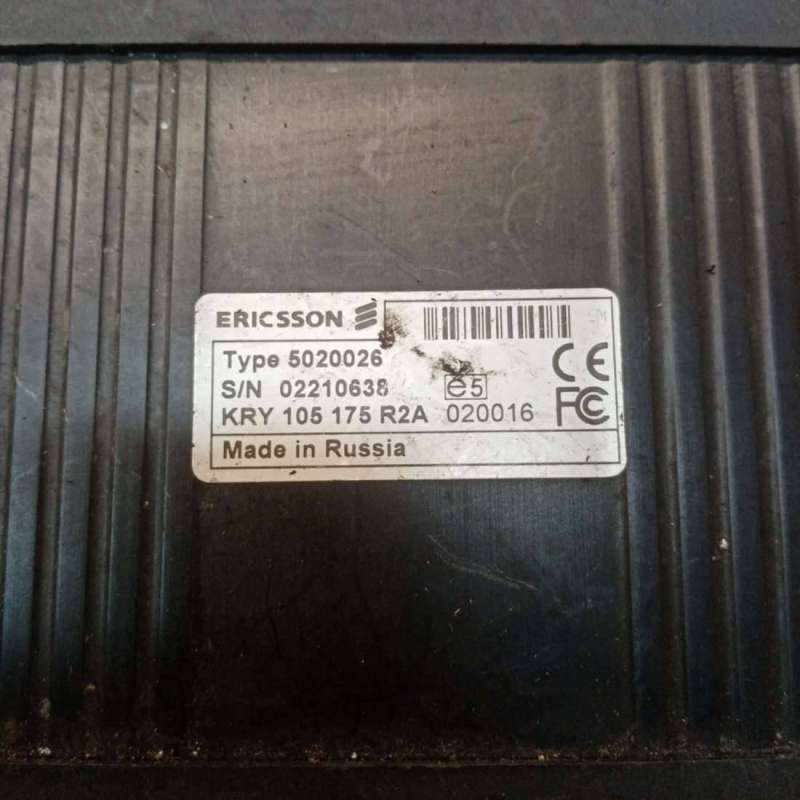 ERICSSON
Type 5020026
S/N 02210638
e5
KRY 105 175 R2A 020016
CE
FC
Made in Russia